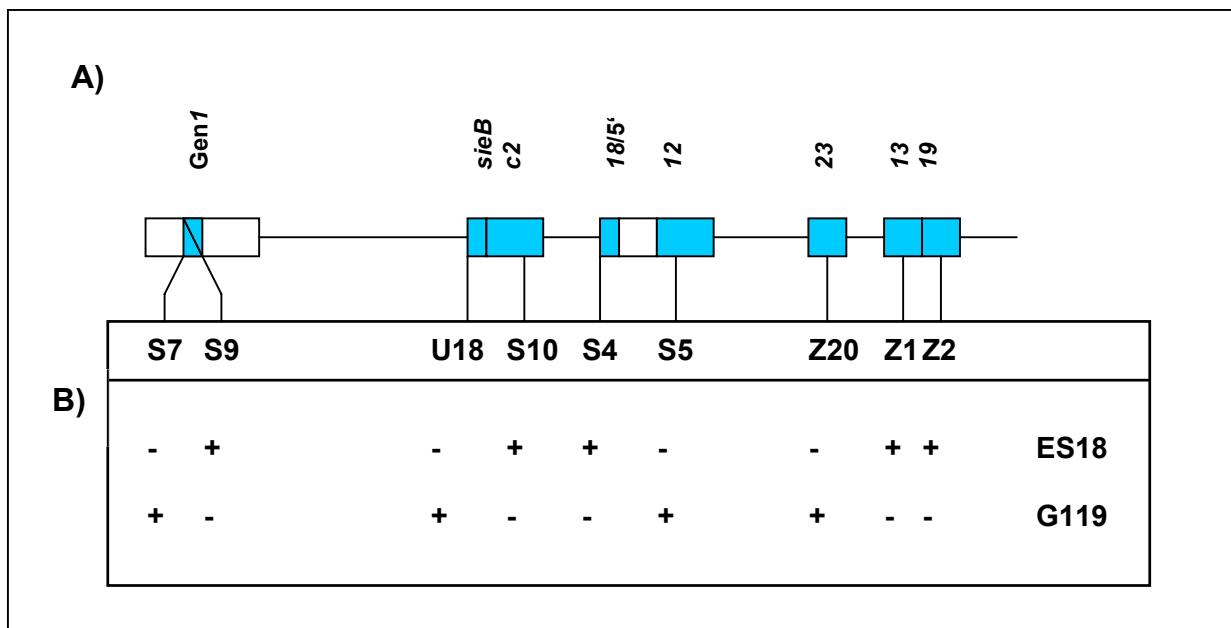 A)
Gen1 sieB c2 18/5‘ 12 23 13 19
S7 S9 U18 S10 S4 S5 Z20 Z1 Z2
B)
- + - + + - - + + ES18
+ - + - - + + - - G119